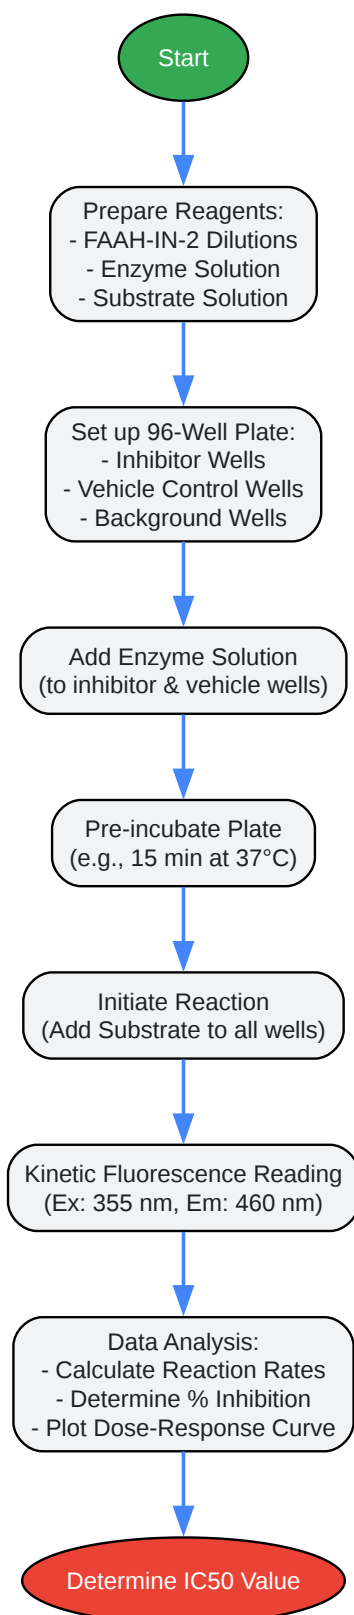 Start
Prepare Reagents:
- FAAH-IN-2 Dilutions
- Enzyme Solution
- Substrate Solution
Set up 96-Well Plate:
- Inhibitor Wells
- Vehicle Control Wells
- Background Wells
Add Enzyme Solution
(to inhibitor & vehicle wells)
Pre-incubate Plate
(e.g., 15 min at 37°C)
Initiate Reaction
(Add Substrate to all wells)
Kinetic Fluorescence Reading
(Ex: 355 nm, Em: 460 nm)
Data Analysis:
- Calculate Reaction Rates
- Determine % Inhibition
- Plot Dose-Response Curve
Determine IC50 Value